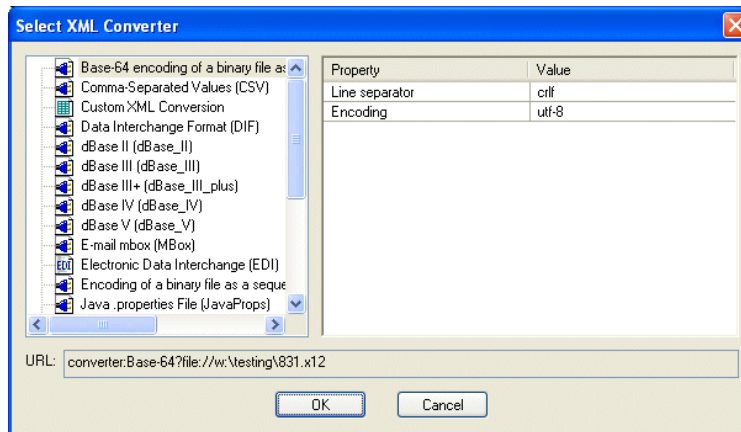 Select XML Converter
Base-64 encoding of a binary file as
Comma-Separated Values (CSV)
Custom XML Conversion
Data Interchange Format (DIF)
dBase II (dBase_II)
dBase III (dBase_III)
dBase III+ (dBase_III_plus)
dBase IV (dBase_IV)
dBase V (dBase_V)
E-mail mbox (MBox)
EDI Electronic Data Interchange (EDI)
Encoding of a binary file as a seque
Java .properties File (JavaProps)
Property Value
Line separator crlf
Encoding utf-8
URL: converter:Base-64?file://w:\testing\831.x12
OK Cancel